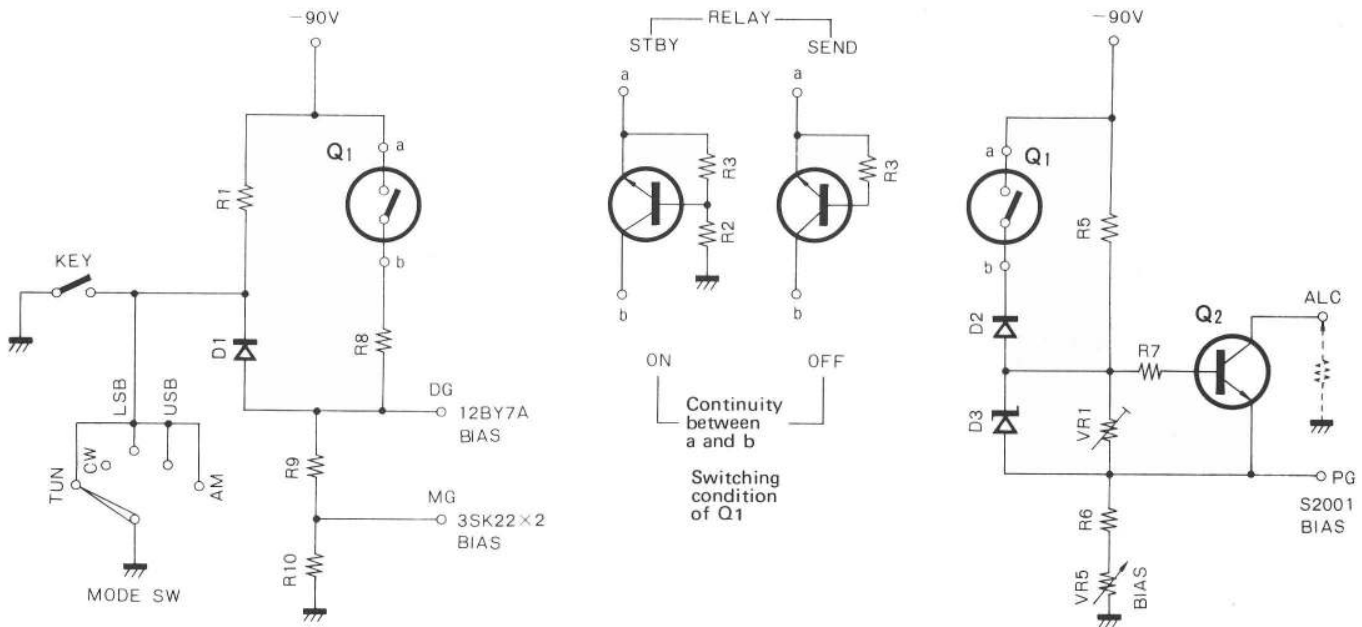 −90V
Q1
a
b
R1
KEY
D1
R8
LSB
USB
TUN
CW
AM
MODE SW
DG
12BY7A
BIAS
R9
MG
3SK22×2
BIAS
R10
RELAY
STBY
SEND
a
a
R3
R2
R3
b
b
ON
OFF
Continuity
between
a and b
Switching
condition
of Q1
−90V
a
Q1
b
R5
D2
D3
R7
Q2
ALC
VR1
PG
S2001
BIAS
R6
VR5
BIAS